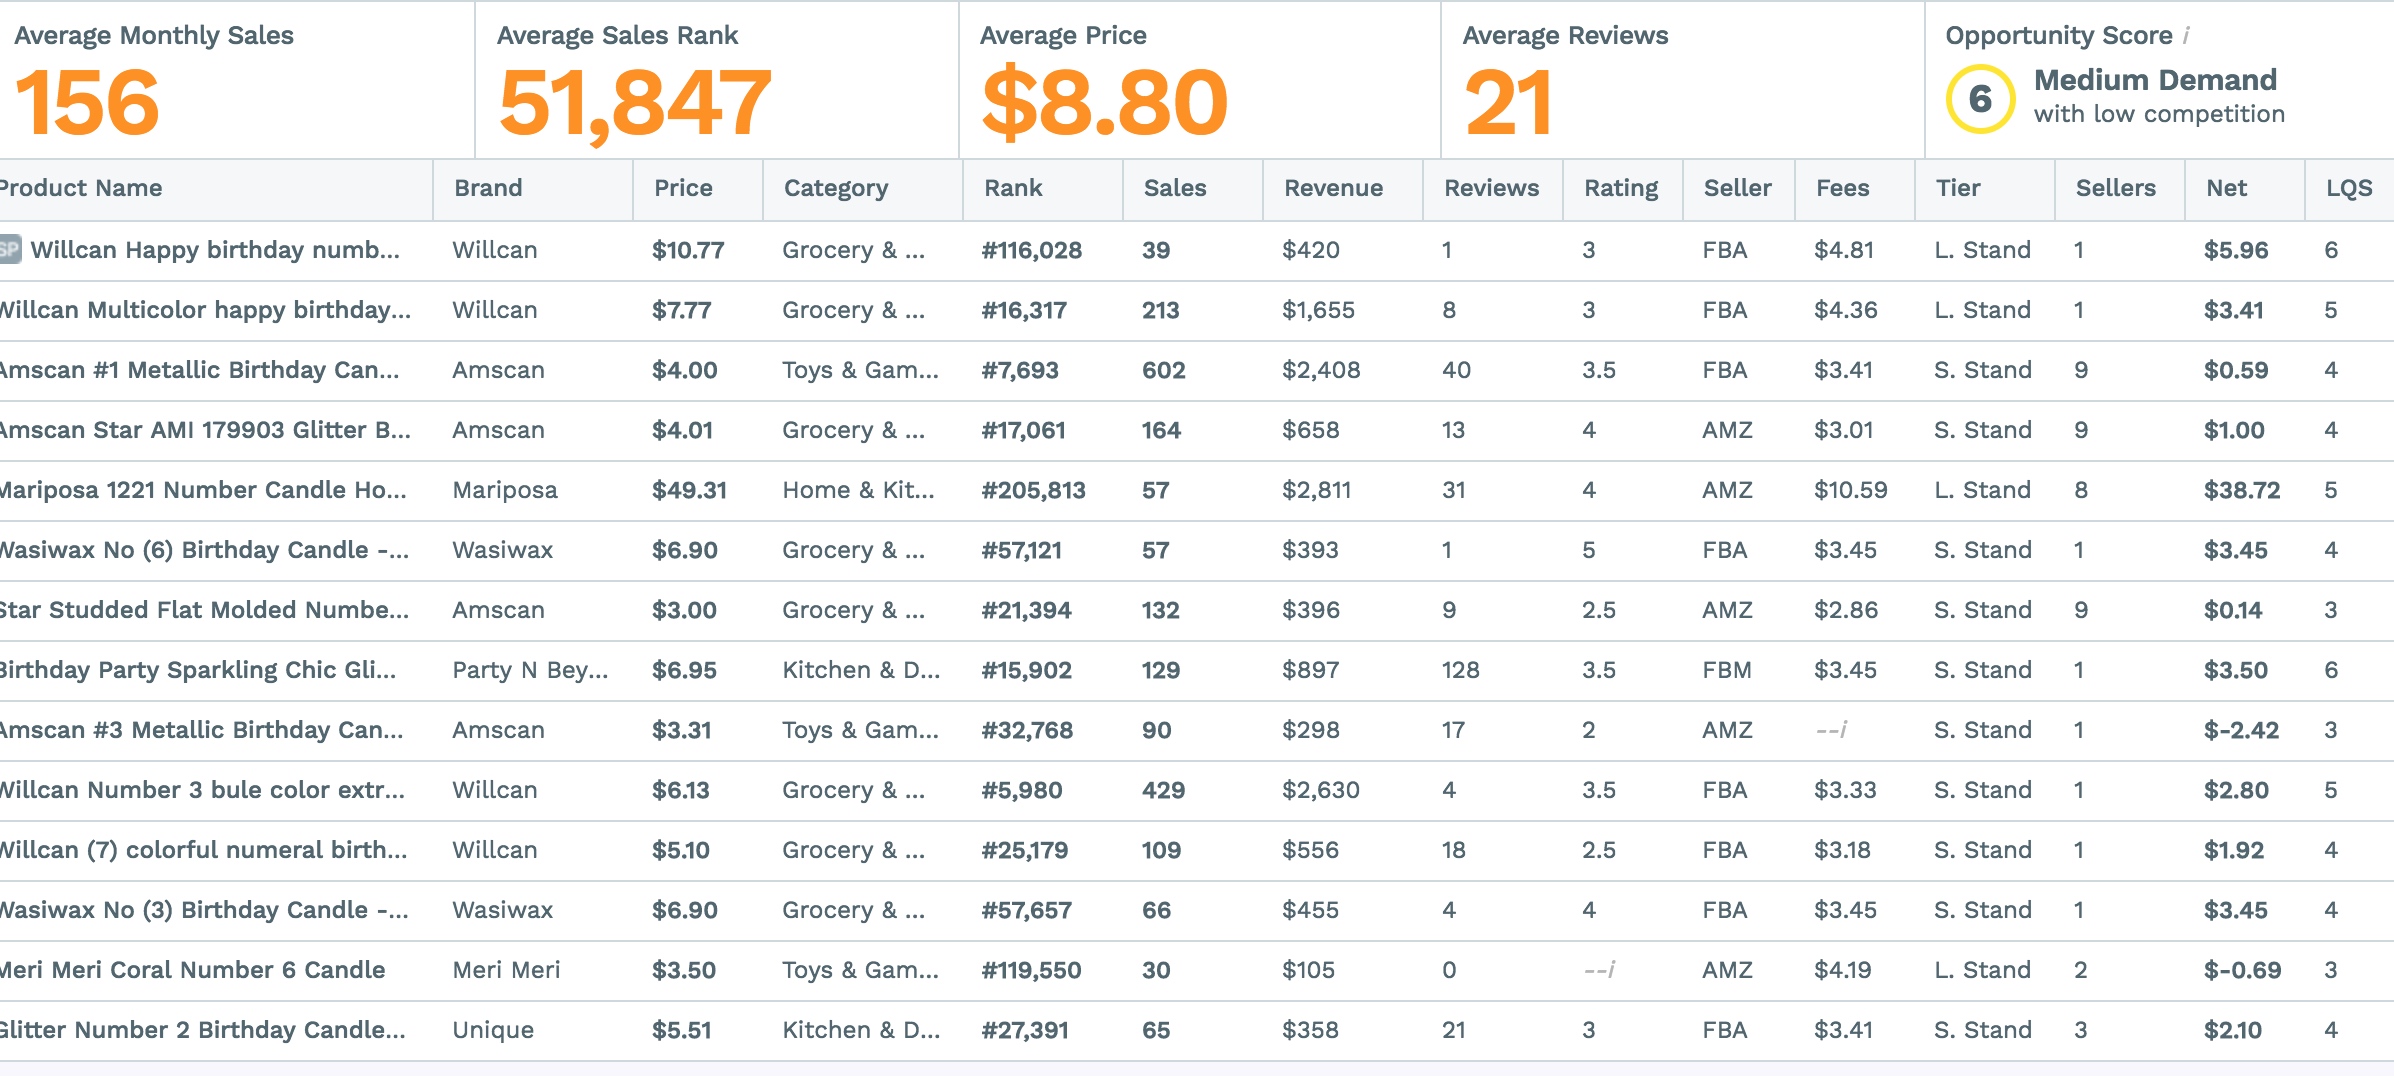 Average Monthly Sales Average Sales Rank Average Price Average Reviews Opportunity Score i
156 51,847 $8.80 21 6 Medium Demand
with low competition
Product Name Brand Price Category Rank Sales Revenue Reviews Rating Seller Fees Tier Sellers Net LQS
SP Willcan Happy birthday numb... Willcan $10.77 Grocery & ... #116,028 39 $420 1 3 FBA $4.81 L. Stand 1 $5.96 6
Willcan Multicolor happy birthday... Willcan $7.77 Grocery & ... #16,317 213 $1,655 8 3 FBA $4.36 L. Stand 1 $3.41 5
Amscan #1 Metallic Birthday Can... Amscan $4.00 Toys & Gam... #7,693 602 $2,408 40 3.5 FBA $3.41 S. Stand 9 $0.59 4
Amscan Star AMI 179903 Glitter B... Amscan $4.01 Grocery & ... #17,061 164 $658 13 4 AMZ $3.01 S. Stand 9 $1.00 4
Mariposa 1221 Number Candle Ho... Mariposa $49.31 Home & Kit... #205,813 57 $2,811 31 4 AMZ $10.59 L. Stand 8 $38.72 5
Wasiwax No (6) Birthday Candle -... Wasiwax $6.90 Grocery & ... #57,121 57 $393 1 5 FBA $3.45 S. Stand 1 $3.45 4
Star Studded Flat Molded Numbe... Amscan $3.00 Grocery & ... #21,394 132 $396 9 2.5 AMZ $2.86 S. Stand 9 $0.14 3
Birthday Party Sparkling Chic Gli... Party N Bey... $6.95 Kitchen & D... #15,902 129 $897 128 3.5 FBM $3.45 S. Stand 1 $3.50 6
Amscan #3 Metallic Birthday Can... Amscan $3.31 Toys & Gam... #32,768 90 $298 17 2 AMZ --i S. Stand 1 $-2.42 3
Willcan Number 3 bule color extr... Willcan $6.13 Grocery & ... #5,980 429 $2,630 4 3.5 FBA $3.33 S. Stand 1 $2.80 5
Willcan (7) colorful numeral birth... Willcan $5.10 Grocery & ... #25,179 109 $556 18 2.5 FBA $3.18 S. Stand 1 $1.92 4
Wasiwax No (3) Birthday Candle -... Wasiwax $6.90 Grocery & ... #57,657 66 $455 4 4 FBA $3.45 S. Stand 1 $3.45 4
Meri Meri Coral Number 6 Candle Meri Meri $3.50 Toys & Gam... #119,550 30 $105 0 --i AMZ $4.19 L. Stand 2 $-0.69 3
Glitter Number 2 Birthday Candle... Unique $5.51 Kitchen & D... #27,391 65 $358 21 3 FBA $3.41 S. Stand 3 $2.10 4